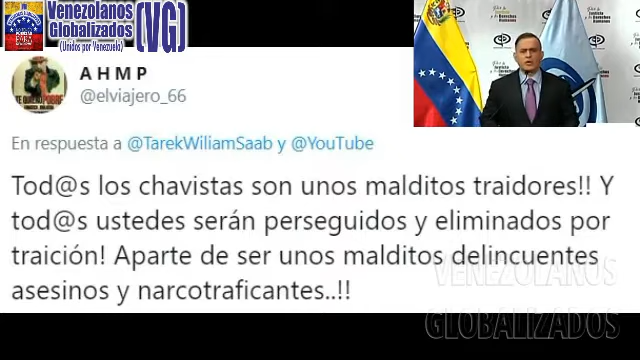 Venezolanos
Globalizados
(Unidos por Venezuela)
(VG)
A H M P
@elviajero_66
En respuesta a @TarekWiliamSaab y @YouTube
Tod@s los chavistas son unos malditos traidores!! Y
tod@s ustedes serán perseguidos y eliminados por
traición! Aparte de ser unos malditos delincuentes
asesinos y narcotraficantes..!!
VENEZOLANOS
GLOBALIZADOS